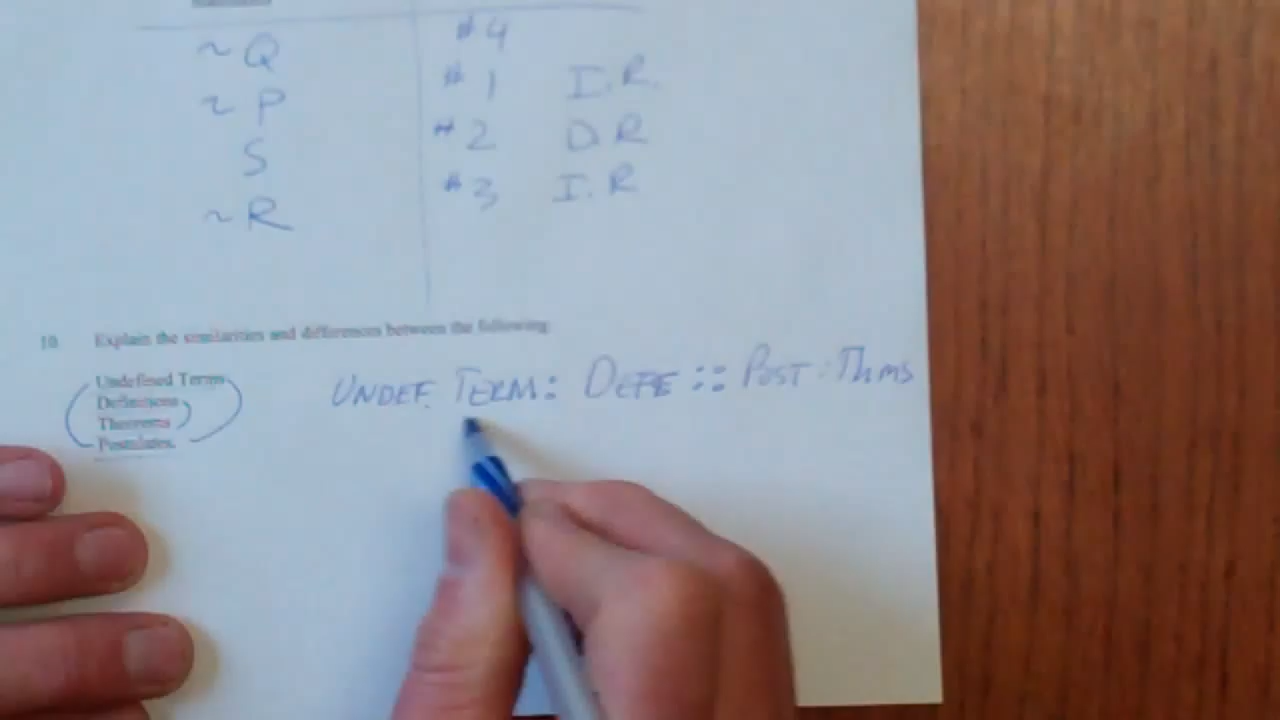 #4
~Q
#1 I.R.
~P
#2 D R
S
#3 I.R
~R
10 Explain the similarities and differences between the following
Undefined Terms
Definitions
Theorems
Postulates.
UNDEF. TERM: DEFE :: POST : Thms